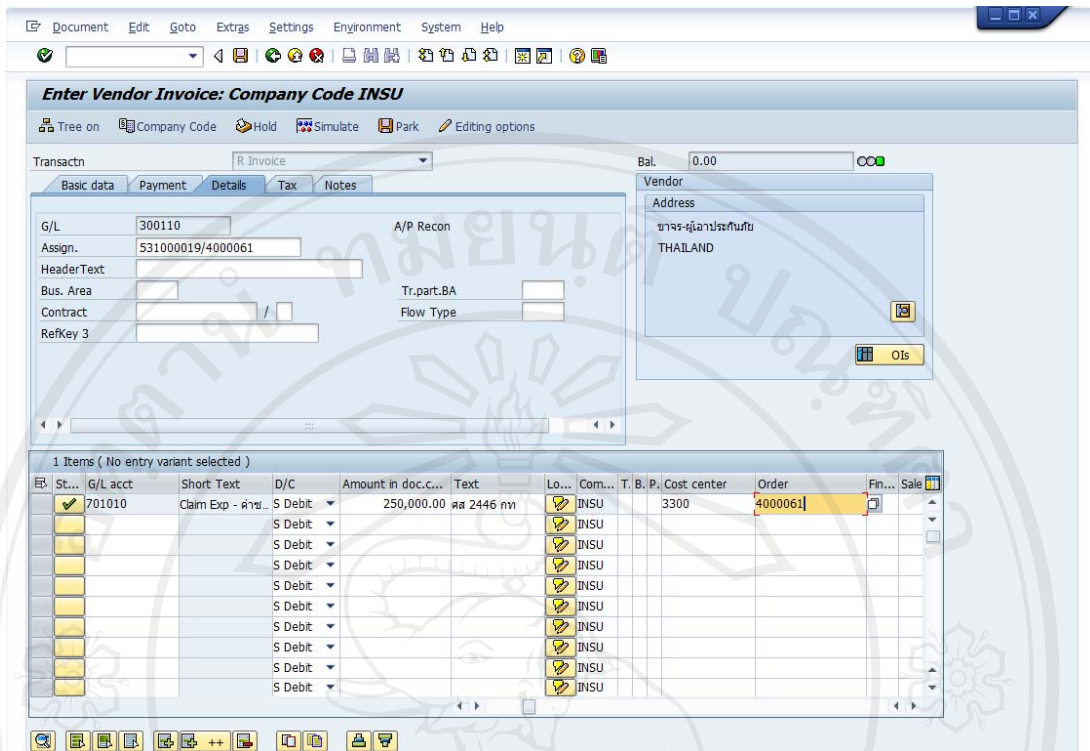 Document Edit Goto Extras Settings Environment System Help
Enter Vendor Invoice: Company Code INSU
Tree on Company Code Hold Simulate Park Editing options
Transactn R Invoice Bal. 0.00
Basic data Payment Details Tax Notes
Vendor
Address
G/L 300110 A/P Recon
ขาจร-ผู้เอาประกันภัย
Assign. 531000019/4000061
THAILAND
HeaderText
Bus. Area Tr.part.BA
Contract / Flow Type
RefKey 3
OIs
1 Items ( No entry variant selected )
St... G/L acct Short Text D/C Amount in doc.c... Text Lo... Com... T. B. P. Cost center Order Fin... Sale
701010 Claim Exp - ค่าซ... S Debit 250,000.00 ศส 2446 กท INSU 3300 4000061
S Debit INSU
S Debit INSU
S Debit INSU
S Debit INSU
S Debit INSU
S Debit INSU
S Debit INSU
S Debit INSU
S Debit INSU